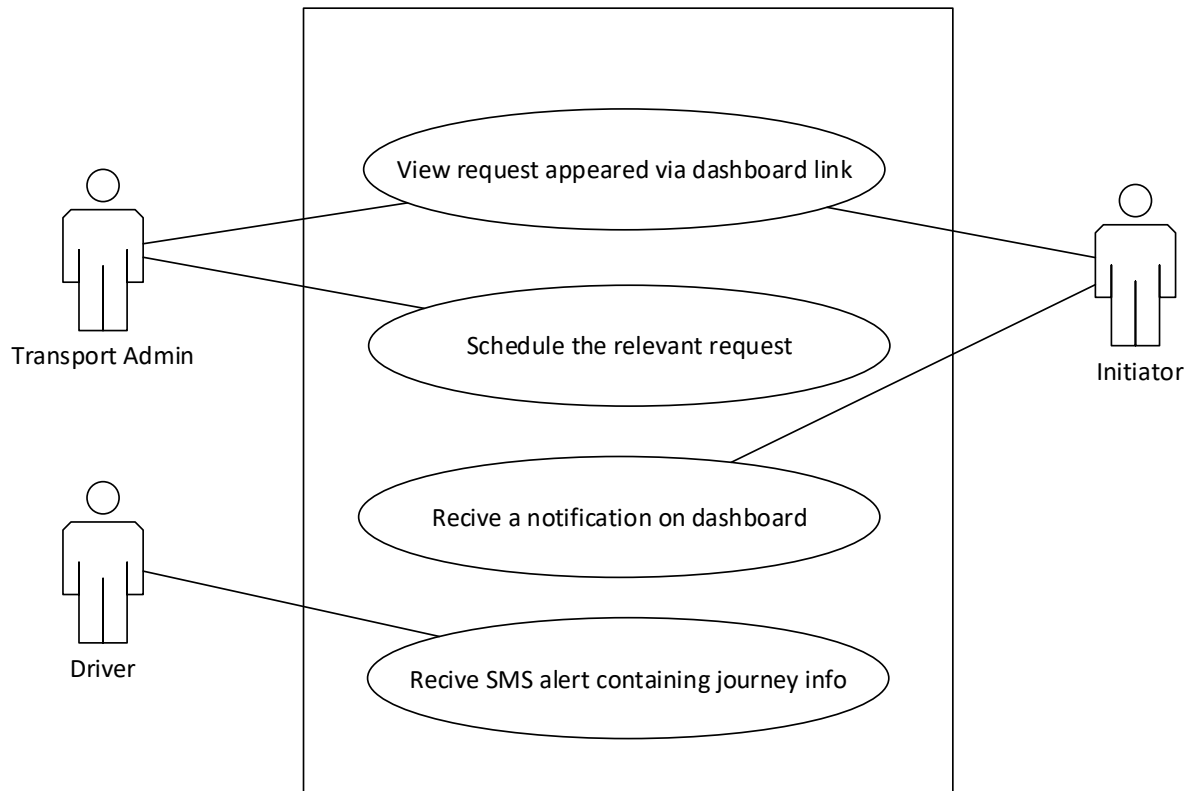 View request appeared via dashboard link
Transport Admin
Schedule the relevant request
Initiator
Recive a notification on dashboard
Driver
Recive SMS alert containing journey info